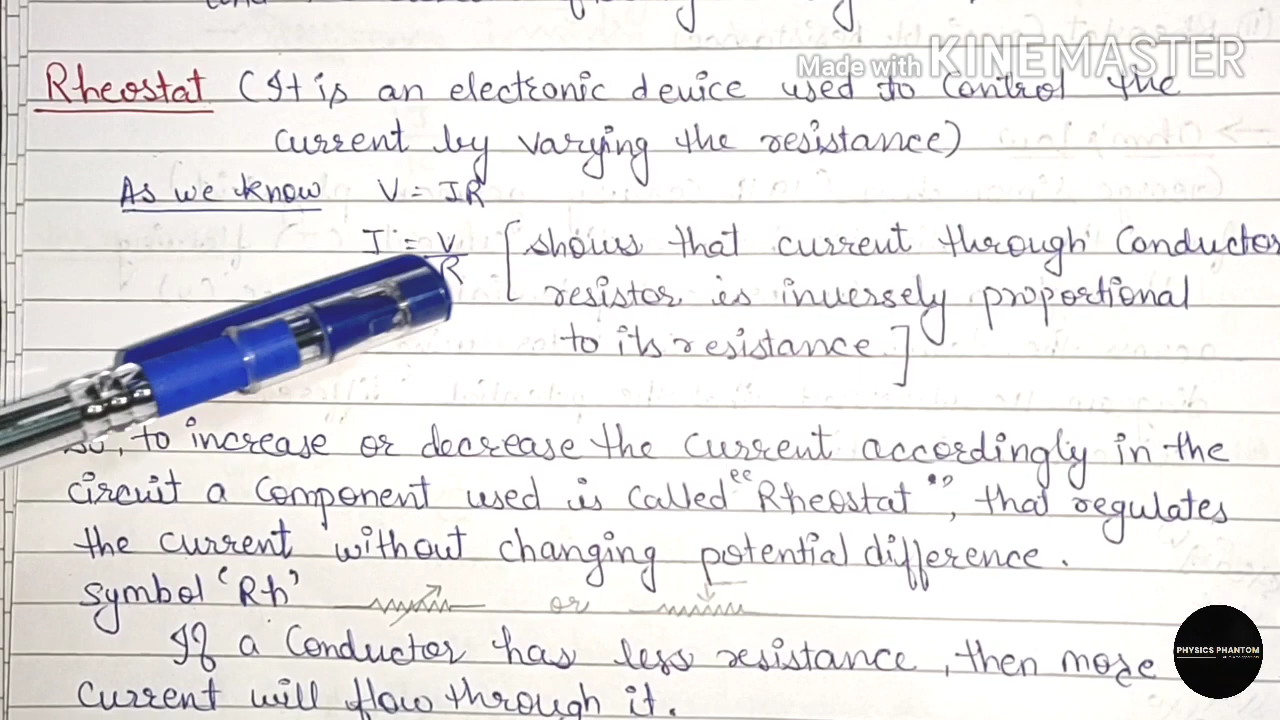 Made with KINEMASTER
Rheostat (It is an electronic device used to control the
current by varying the resistance)
As we know V = IR
I = V/R [shows that current through conductor
resistor is inversely proportional
to its resistance]
So, to increase or decrease the current accordingly in the
circuit a component used is called "Rheostat", that regulates
the current without changing potential difference.
symbol 'Rh' or
If a conductor has less resistance, then more
current will flow through it.
PHYSICS PHANTOM